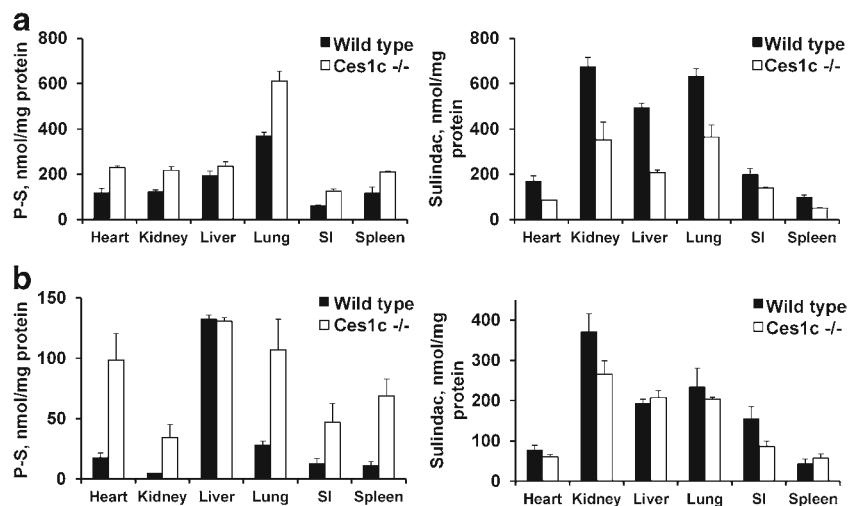 a
P-S, nmol/mg protein
800
600
400
200
0
Wild type
Ces1c -/-
Heart Kidney Liver Lung SI Spleen
Sulindac, nmol/mg
protein
800
600
400
200
0
Wild type
Ces1c -/-
Heart Kidney Liver Lung SI Spleen
b
P-S, nmol/mg protein
150
100
50
0
Wild type
Ces1c -/-
Heart Kidney Liver Lung SI Spleen
Sulindac, nmol/mg
protein
400
300
200
100
0
Wild type
Ces1c -/-
Heart Kidney Liver Lung SI Spleen